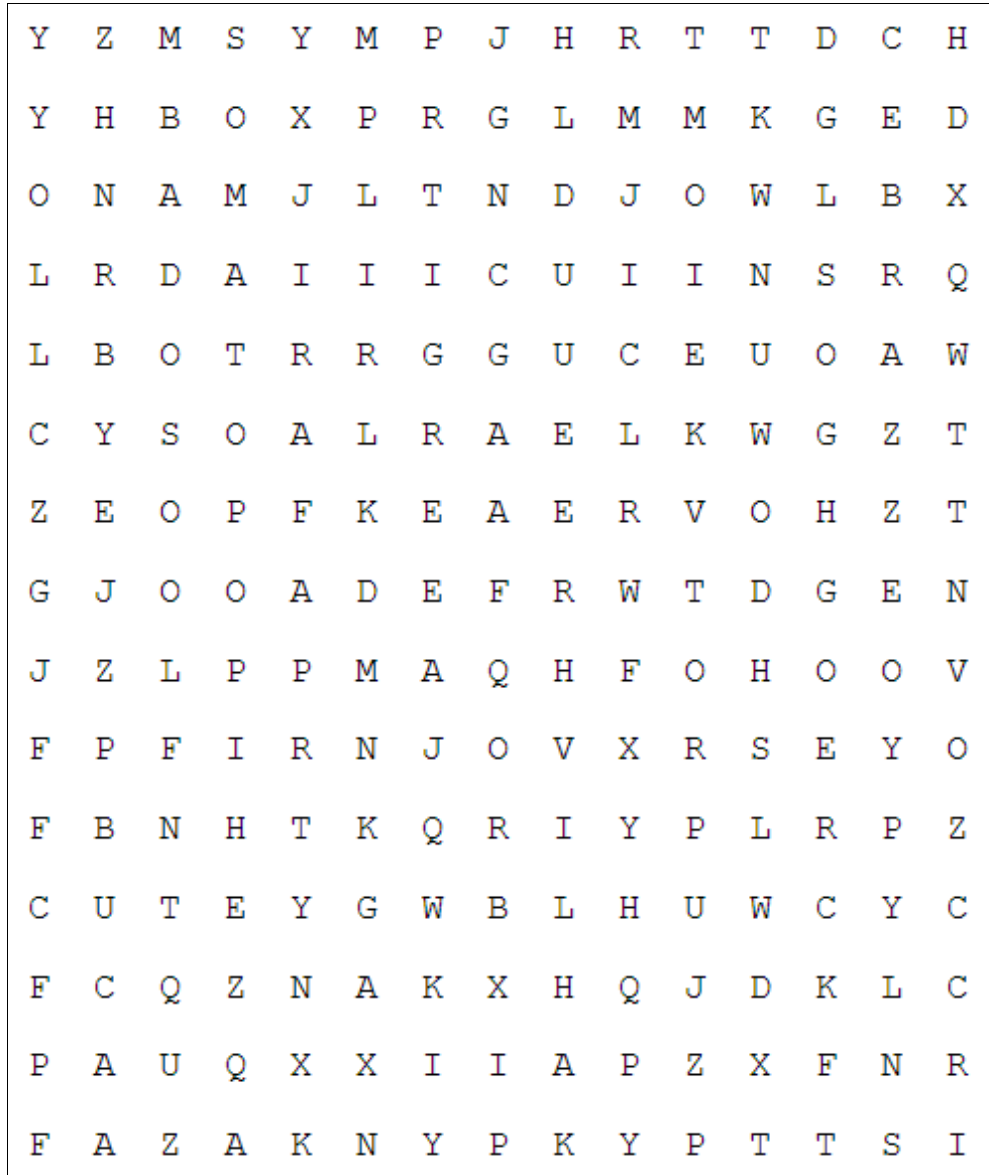 Y Z M S Y M P J H R T T D C H
Y H B O X P R G L M M K G E D
O N A M J L T N D J O W L B X
L R D A I I I C U I I N S R Q
L B O T R R G G U C E U O A W
C Y S O A L R A E L K W G Z T
Z E O P F K E A E R V O H Z T
G J O O A D E F R W T D G E N
J Z L P P M A Q H F O H O O V
F P F I R N J O V X R S E Y O
F B N H T K Q R I Y P L R P Z
C U T E Y G W B L H U W C Y C
F C Q Z N A K X H Q J D K L C
P A U Q X X I I A P Z X F N R
F A Z A K N Y P K Y P T T S I